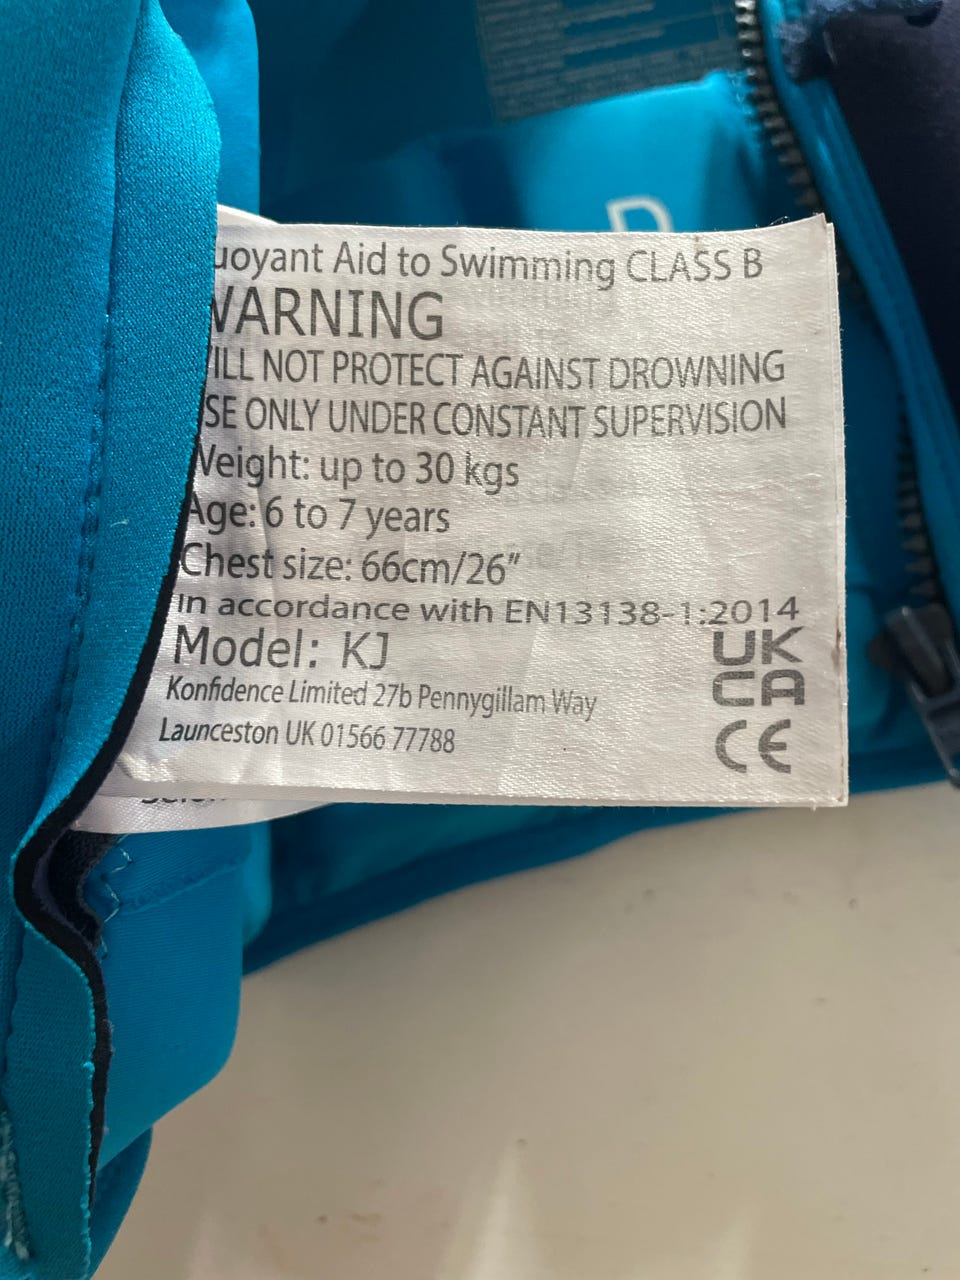 uoyant Aid to Swimming CLASS B
WARNING
ILL NOT PROTECT AGAINST DROWNING
SE ONLY UNDER CONSTANT SUPERVISION
Weight: up to 30 kgs
Age: 6 to 7 years
Chest size: 66cm/26"
In accordance with EN13138-1:2014
Model: KJ
UK
CA
Konfidence Limited 27b Pennygillam Way
Launceston UK 01566 77788
CE